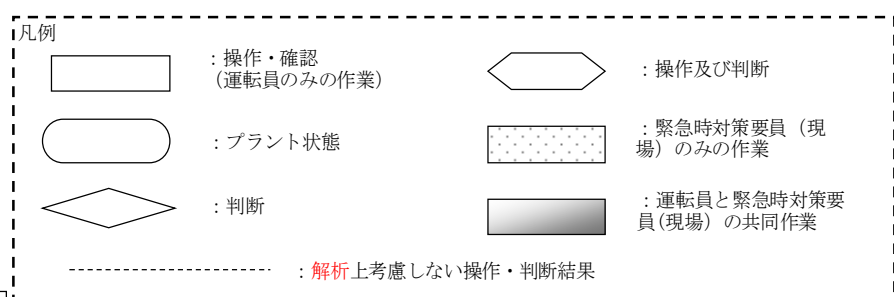 凡例
：操作・確認
（運転員のみの作業）
：操作及び判断
：プラント状態
：緊急時対策要員（現
場）のみの作業
：判断
：運転員と緊急時対策要
員(現場）の共同作業
：解析上考慮しない操作・判断結果